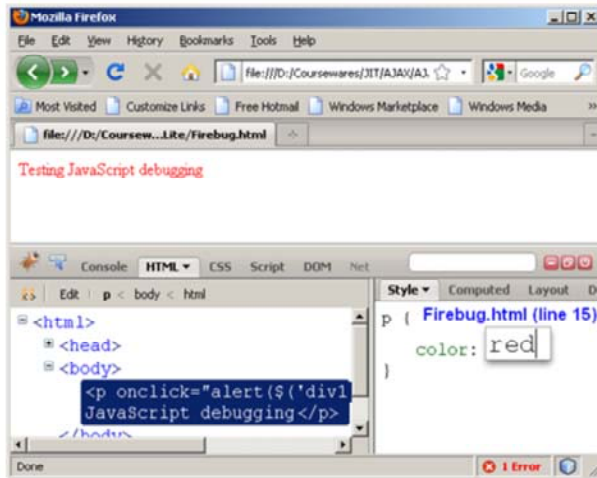 Mozilla Firefox
File Edit View History Bookmarks Tools Help
file:///D:/Coursewares/JIT/AJAX/AJ. Google
Most Visited Customize Links Free Hotmail Windows Marketplace Windows Media »
file:///D:/Coursew...Lite/Firebug.html
Testing JavaScript debugging
Console HTML CSS Script DOM Net
Edit p < body < html
Style Computed Layout D
<html>
<head>
<body>
<p onclick="alert($('div1
JavaScript debugging</p>
</body>
p { Firebug.html (line 15)
color: red
}
Done
1 Error